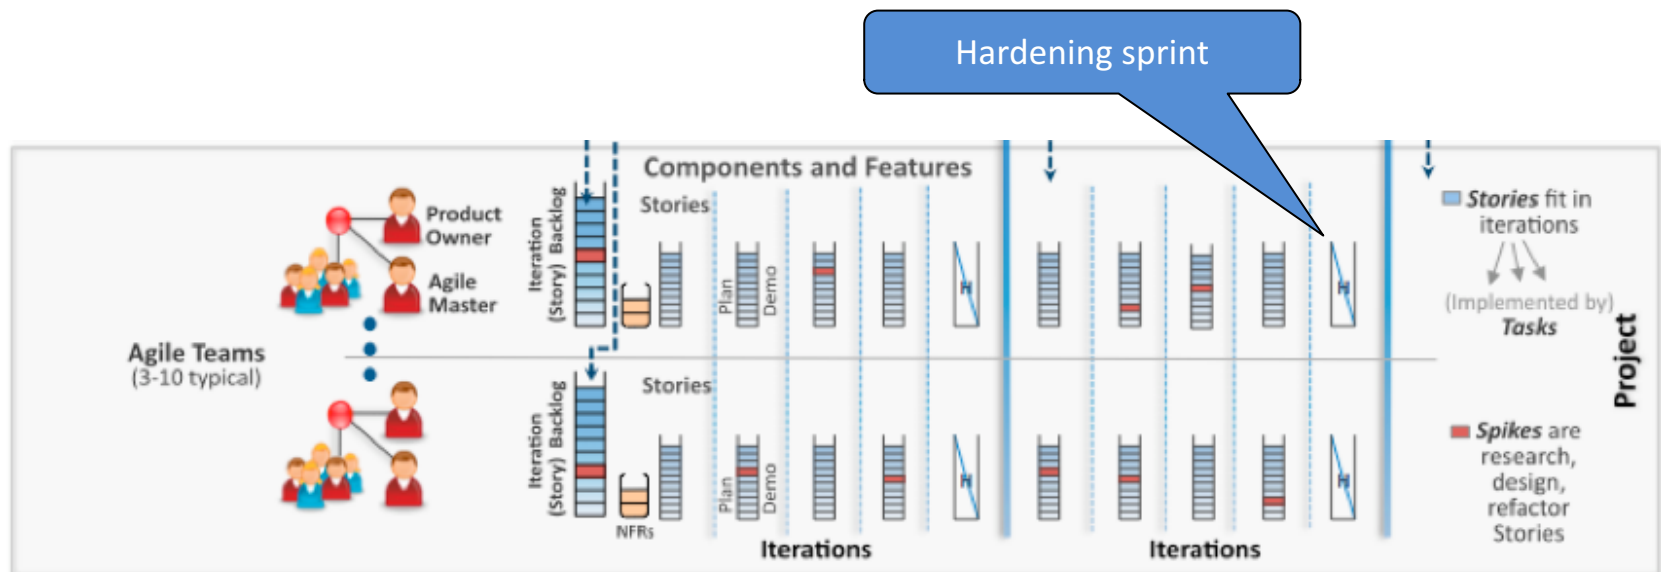 Hardening sprint
Components and Features
Product
Owner
Agile
Master
Iteration
(Story) Backlog
Stories
Plan
Demo
H
H
Stories fit in
iterations
(Implemented by)
Tasks
Project
Agile Teams
(3-10 typical)
Iteration
(Story) Backlog
Stories
NFRs
Plan
Demo
H
H
Spikes are
research,
design,
refactor
Stories
Iterations
Iterations